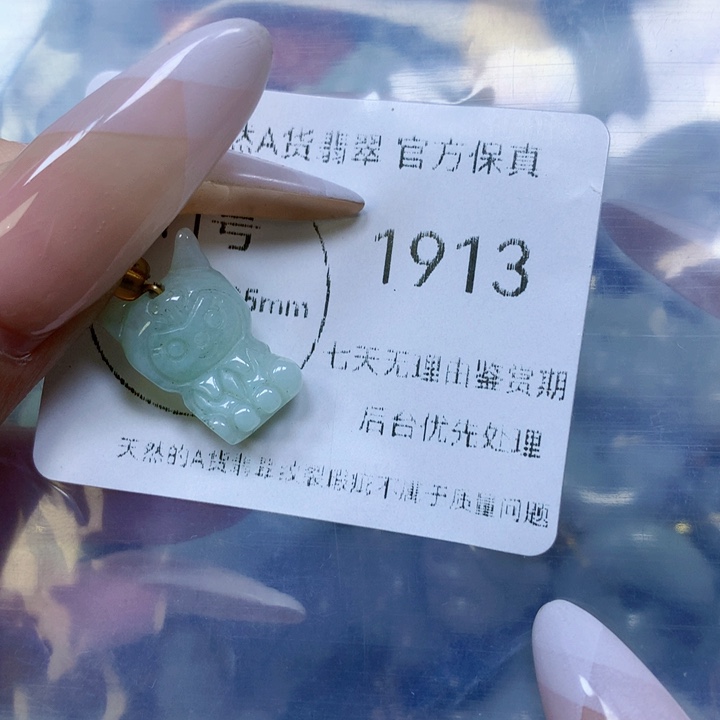 然A货翡翠 官方保真
号
1913
5mm
七天无理由鉴赏期
后台优先处理
天然的A货翡翠纹裂瑕疵不属于质量问题